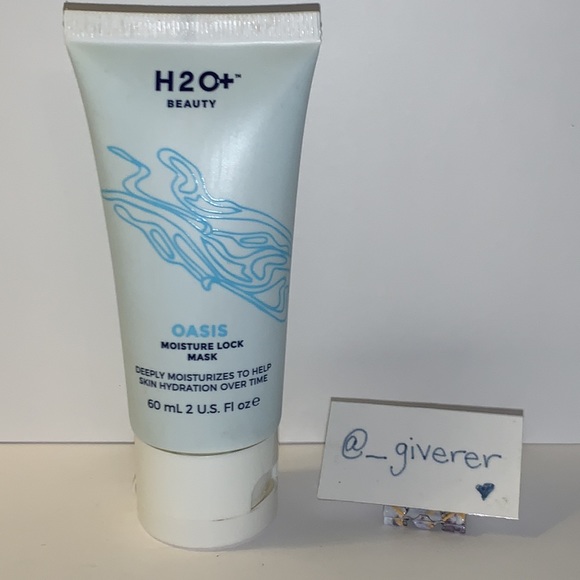 H2O+™
BEAUTY
OASIS
MOISTURE LOCK
MASK
DEEPLY MOISTURIZES TO HELP
SKIN HYDRATION OVER TIME
60 mL 2 U.S. Fl oz e
@_giverer